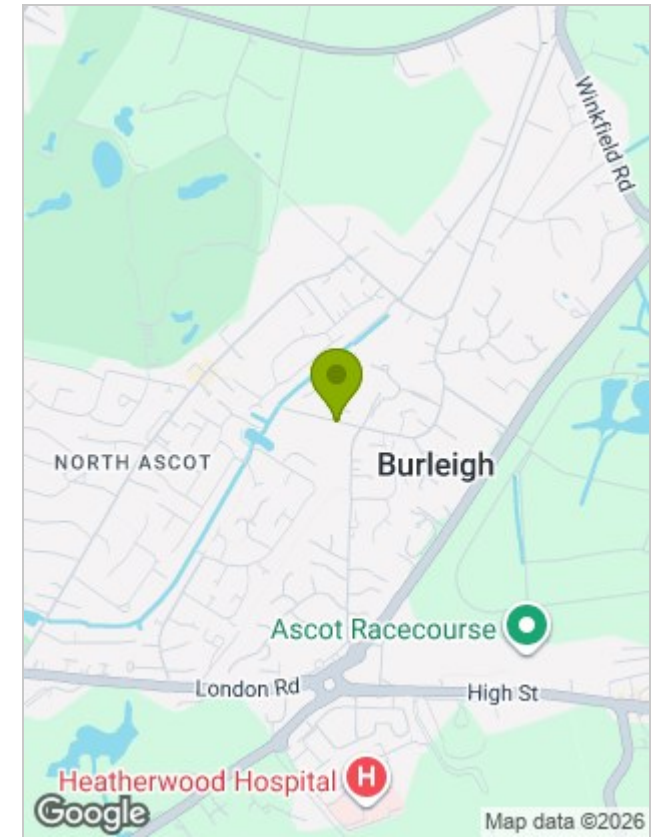 Winkfield Rd
NORTH ASCOT
Burleigh
Ascot Racecourse
London Rd
High St
Heatherwood Hospital
H
Google
Map data ©2026